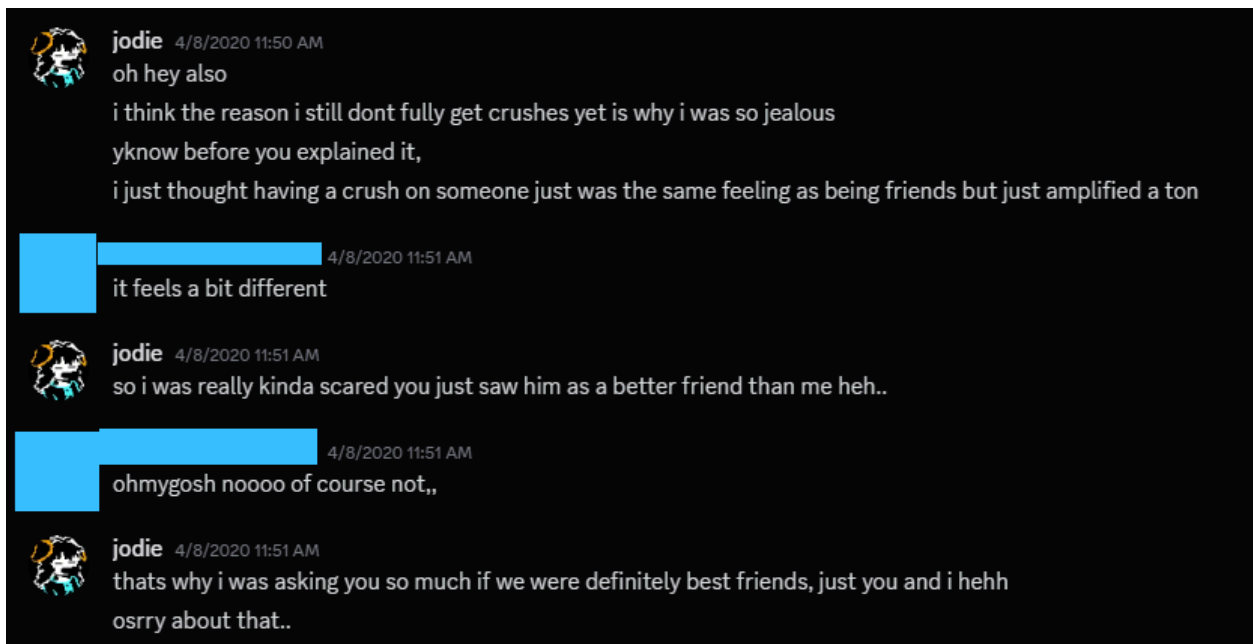 jodie 4/8/2020 11:50 AM
oh hey also
i think the reason i still dont fully get crushes yet is why i was so jealous
yknow before you explained it,
i just thought having a crush on someone just was the same feeling as being friends but just amplified a ton
4/8/2020 11:51 AM
it feels a bit different
jodie 4/8/2020 11:51 AM
so i was really kinda scared you just saw him as a better friend than me heh..
4/8/2020 11:51 AM
ohmygosh noooo of course not,,
jodie 4/8/2020 11:51 AM
thats why i was asking you so much if we were definitely best friends, just you and i hehh
osrry about that..